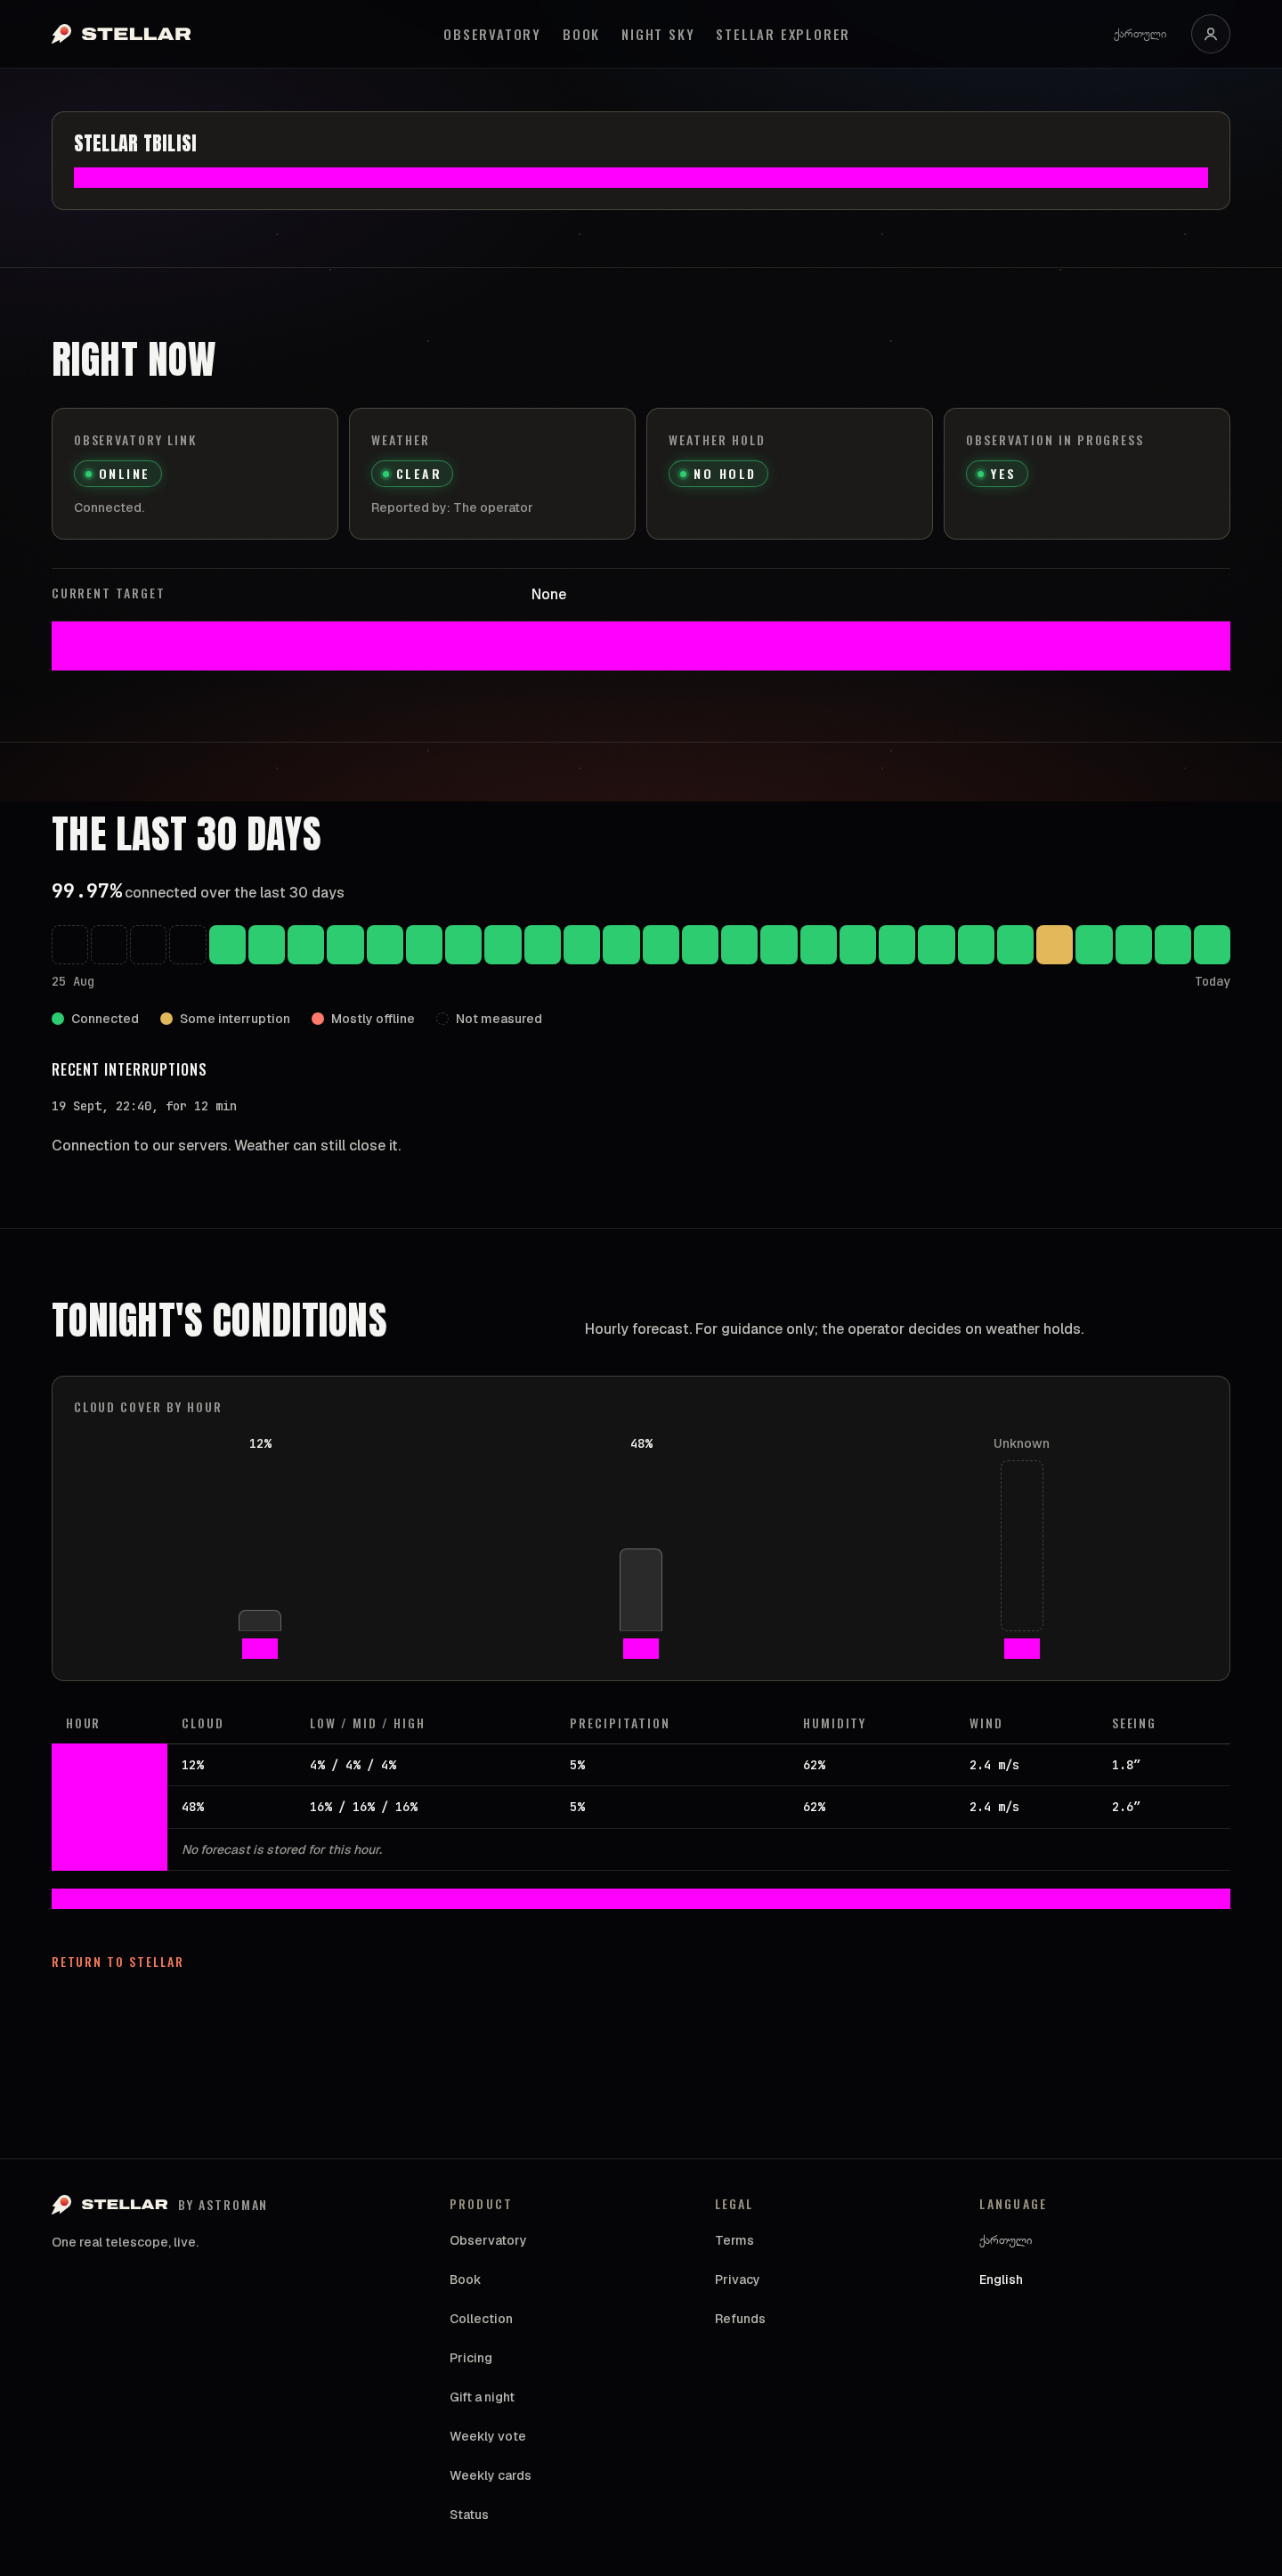 STELLAR
OBSERVATORY BOOK NIGHT SKY STELLAR EXPLORER
ქართული
STELLAR TBILISI
RIGHT NOW
OBSERVATORY LINK
ONLINE
Connected.
WEATHER
CLEAR
Reported by: The operator
WEATHER HOLD
NO HOLD
OBSERVATION IN PROGRESS
YES
CURRENT TARGET None
THE LAST 30 DAYS
99.97% connected over the last 30 days
25 Aug Today
Connected Some interruption Mostly offline Not measured
RECENT INTERRUPTIONS
19 Sept, 22:40, for 12 min
Connection to our servers. Weather can still close it.
TONIGHT'S CONDITIONS
Hourly forecast. For guidance only; the operator decides on weather holds.
CLOUD COVER BY HOUR
12% 48% Unknown
HOUR CLOUD LOW / MID / HIGH PRECIPITATION HUMIDITY WIND SEEING
12% 4% / 4% / 4% 5% 62% 2.4 m/s 1.8″
48% 16% / 16% / 16% 5% 62% 2.4 m/s 2.6″
No forecast is stored for this hour.
RETURN TO STELLAR
STELLAR BY ASTROMAN
One real telescope, live.
PRODUCT
Observatory
Book
Collection
Pricing
Gift a night
Weekly vote
Weekly cards
Status
LEGAL
Terms
Privacy
Refunds
LANGUAGE
ქართული
English